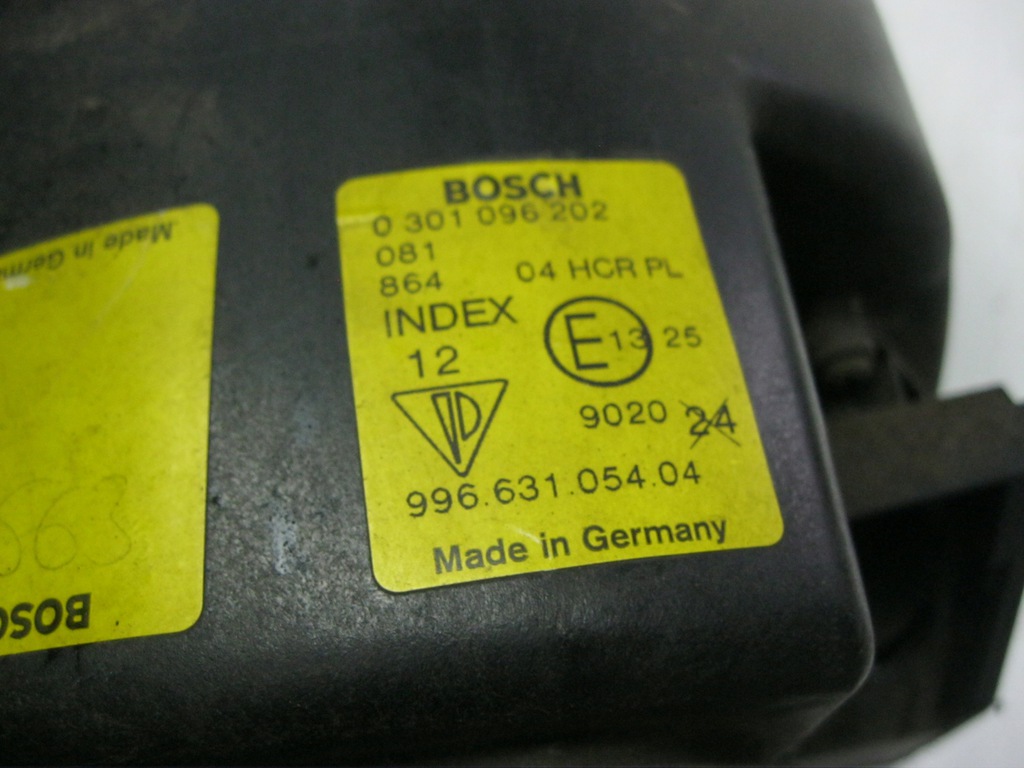 BOSCH
0 301 096 202
081
864 04 HCR PL
INDEX
12 E 13 25
9020 24
996.631.054.04
Made in Germany
Made in Germ
663
BOSC